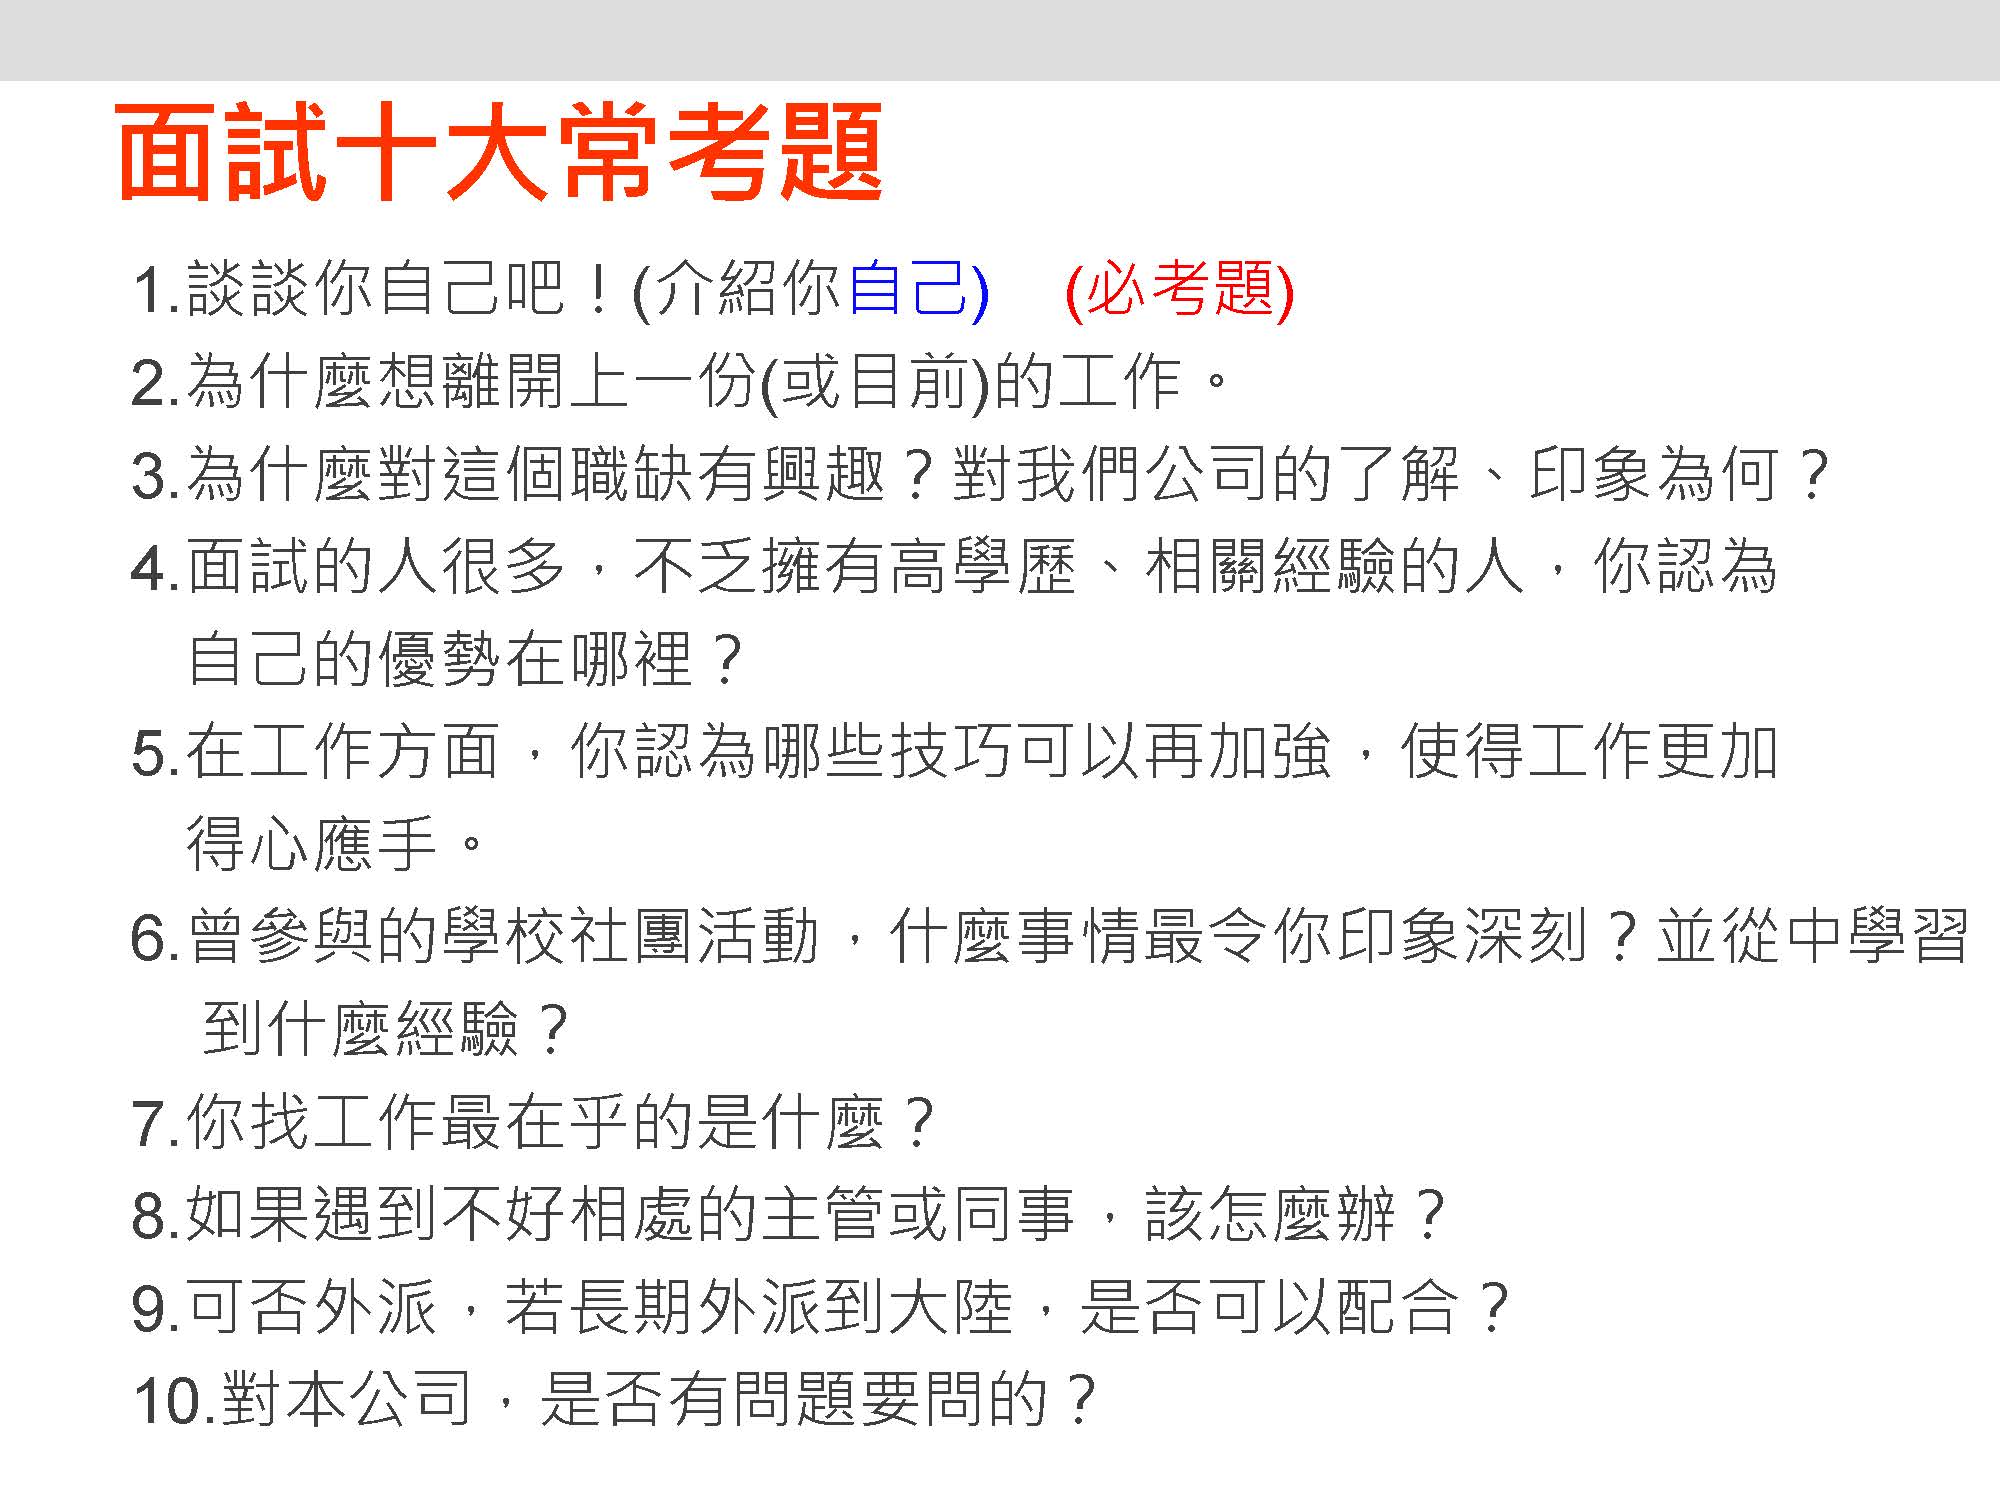 面試十大常考題
1.談談你自己吧！(介紹你自己) (必考題)
2.為什麼想離開上一份(或目前)的工作。
3.為什麼對這個職缺有興趣？對我們公司的了解、印象為何？
4.面試的人很多，不乏擁有高學歷、相關經驗的人，你認為
自己的優勢在哪裡？
5.在工作方面，你認為哪些技巧可以再加強，使得工作更加
得心應手。
6.曾參與的學校社團活動，什麼事情最令你印象深刻？並從中學習
到什麼經驗？
7.你找工作最在乎的是什麼？
8.如果遇到不好相處的主管或同事，該怎麼辦？
9.可否外派，若長期外派到大陸，是否可以配合？
10.對本公司，是否有問題要問的？